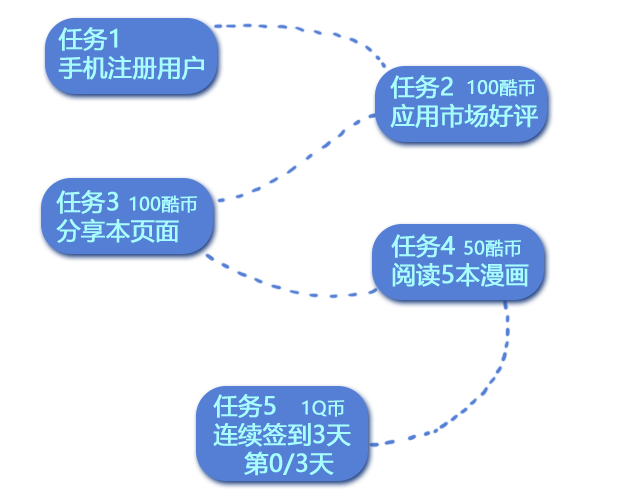 任务1
手机注册用户
任务2 100酷币
应用市场好评
任务3 100酷币
分享本页面
任务4 50酷币
阅读5本漫画
任务5 1Q币
连续签到3天
第0/3天